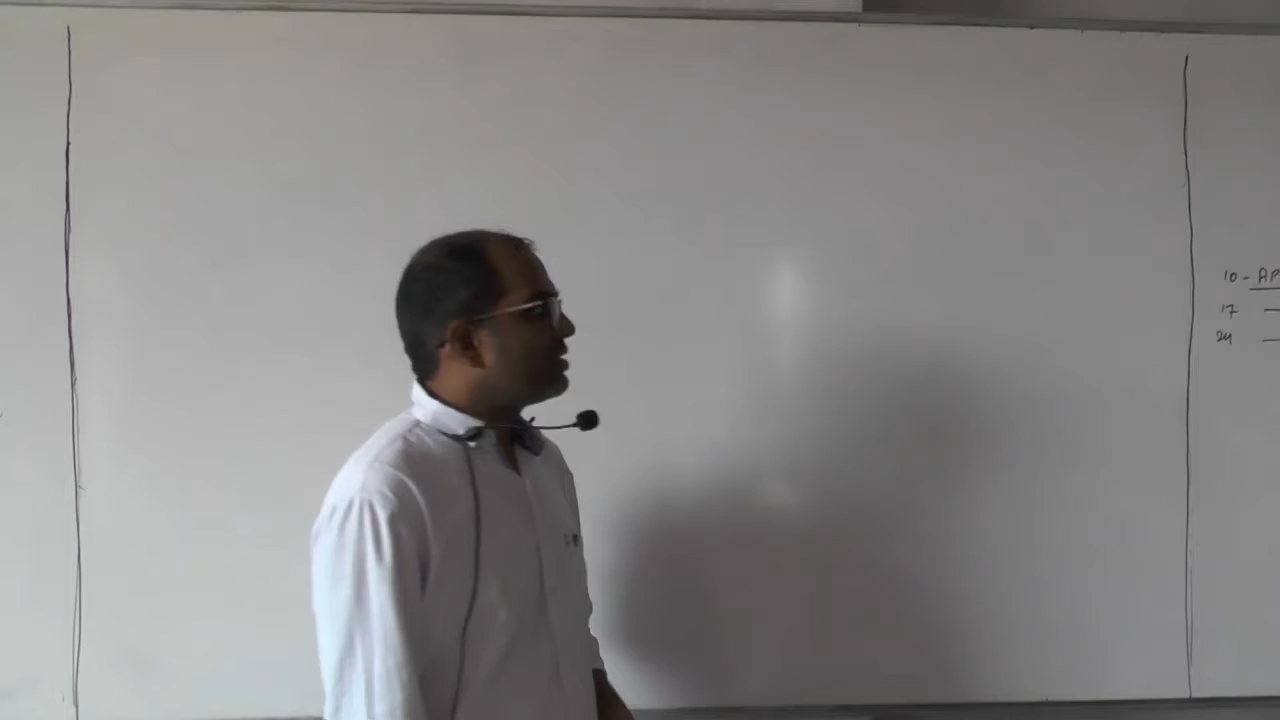 10 - AP
17 —
24 —